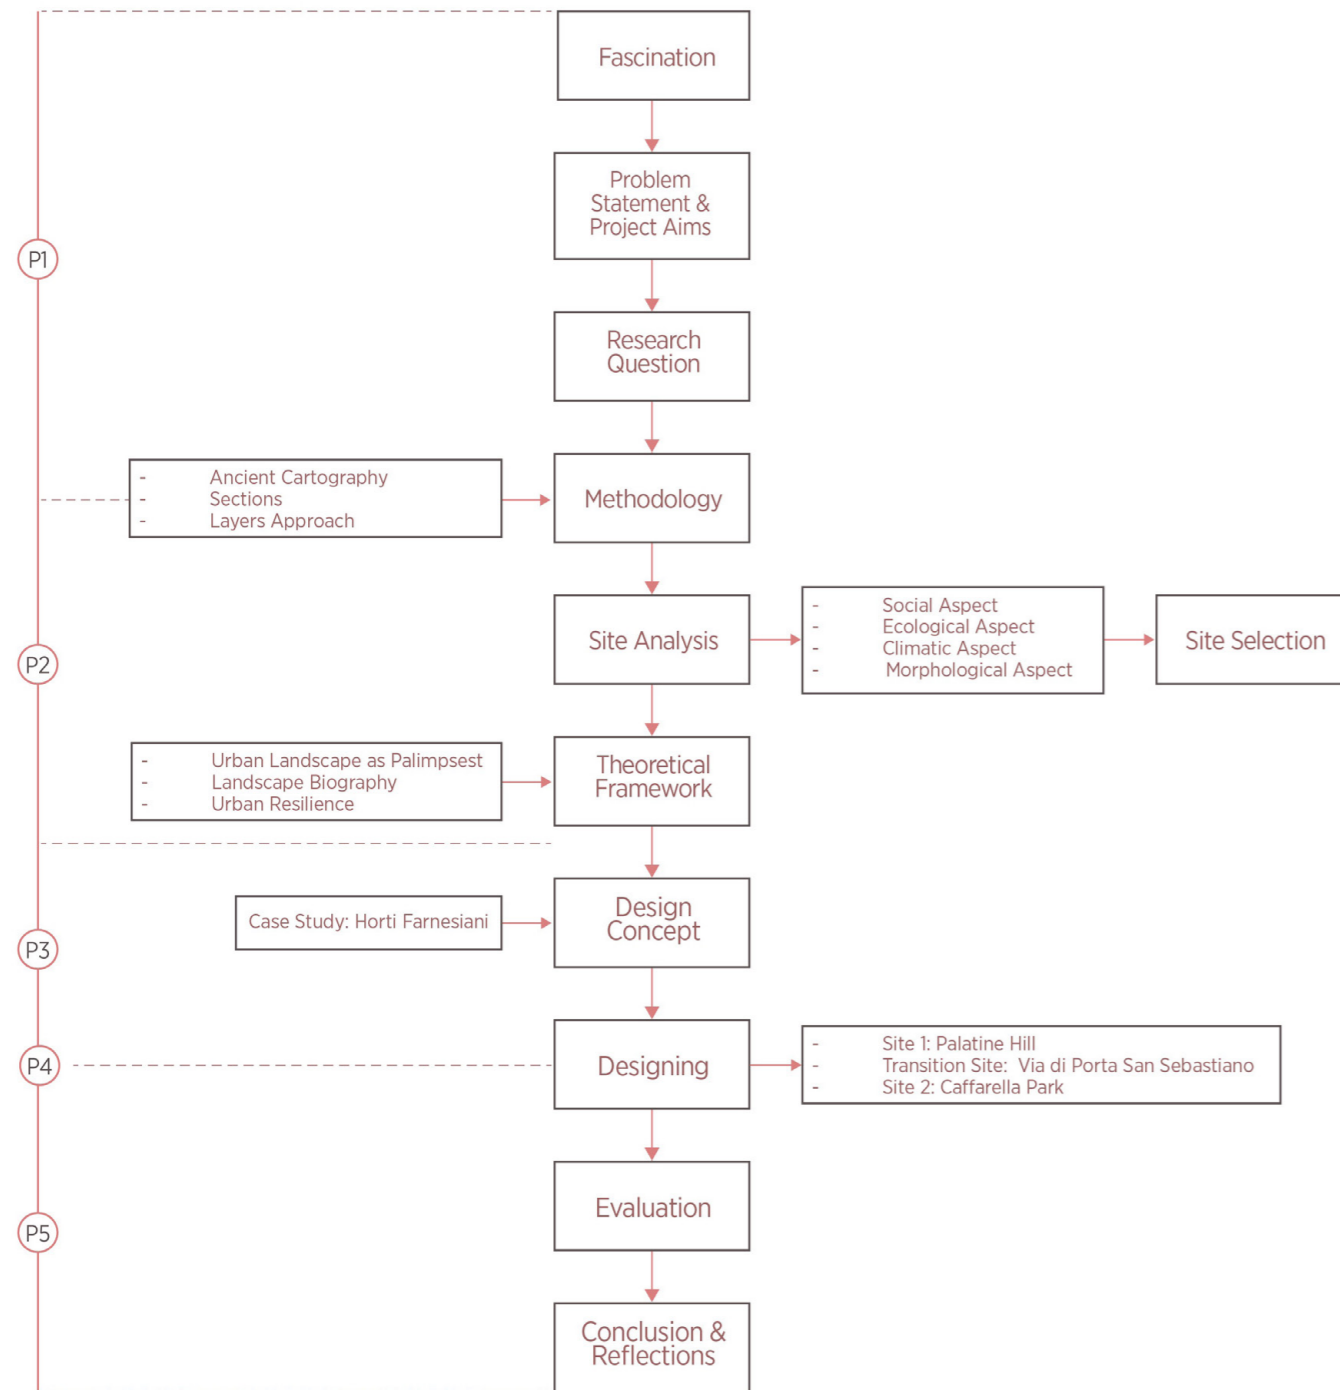 Fascination
Problem
Statement &
Project Aims
P1
Research
Question
- Ancient Cartography
- Sections
- Layers Approach
Methodology
Site Analysis
- Social Aspect
- Ecological Aspect
- Climatic Aspect
- Morphological Aspect
Site Selection
P2
- Urban Landscape as Palimpsest
- Landscape Biography
- Urban Resilience
Theoretical
Framework
Case Study: Horti Farnesiani
Design
Concept
P3
P4
Designing
- Site 1: Palatine Hill
- Transition Site: Via di Porta San Sebastiano
- Site 2: Caffarella Park
Evaluation
P5
Conclusion &
Reflections